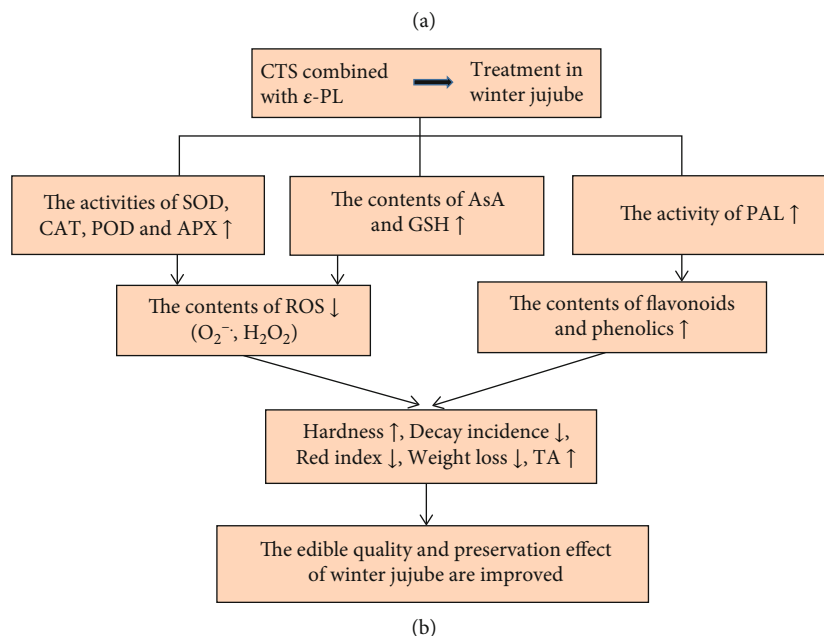 (a)
CTS combined
with ε-PL
Treatment in
winter jujube
The activities of SOD,
CAT, POD and APX ↑
The contents of AsA
and GSH ↑
The activity of PAL ↑
The contents of ROS ↓
(O₂⁻·, H₂O₂)
The contents of flavonoids
and phenolics ↑
Hardness ↑, Decay incidence ↓,
Red index ↓, Weight loss ↓, TA ↑
The edible quality and preservation effect
of winter jujube are improved
(b)